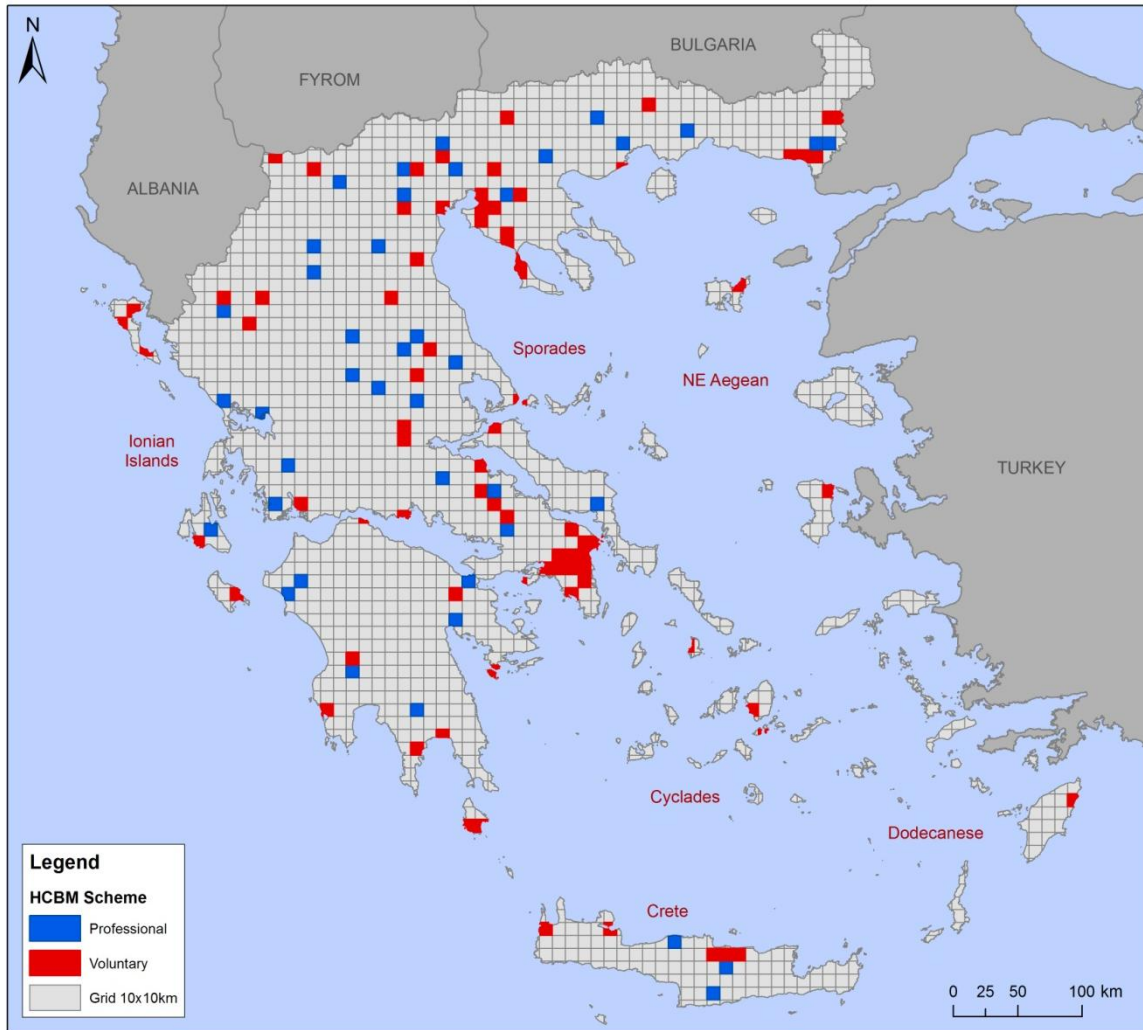 N
BULGARIA
FYROM
ALBANIA
Sporades
NE Aegean
Ionian
Islands
TURKEY
Cyclades
Dodecanese
Crete
Legend
HCBM Scheme
Professional
Voluntary
Grid 10x10km
0 25 50 100 km